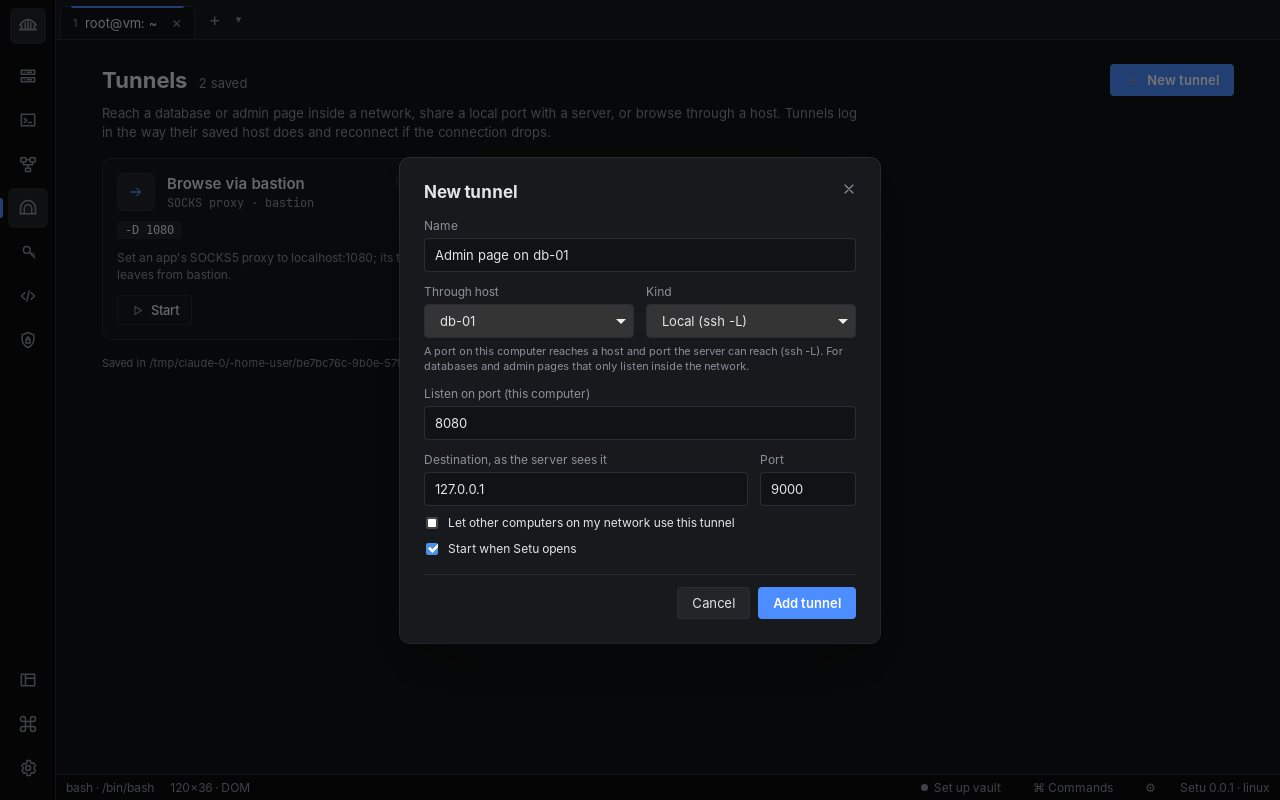 1 root@vm: ~ × + ▾
Tunnels 2 saved
+ New tunnel
Reach a database or admin page inside a network, share a local port with a server, or browse through a host. Tunnels log
in the way their saved host does and reconnect if the connection drops.
Browse via bastion
SOCKS proxy · bastion
-D 1080
Set an app's SOCKS5 proxy to localhost:1080; its t
leaves from bastion.
Start
Saved in /tmp/claude-0/-home-user/be7bc76c-9b0e-571
New tunnel
Name
Admin page on db-01
Through host Kind
db-01 Local (ssh -L)
A port on this computer reaches a host and port the server can reach (ssh -L). For
databases and admin pages that only listen inside the network.
Listen on port (this computer)
8080
Destination, as the server sees it Port
127.0.0.1 9000
Let other computers on my network use this tunnel
Start when Setu opens
Cancel Add tunnel
bash · /bin/bash 120×36 · DOM Set up vault ⌘ Commands ⚙ Setu 0.0.1 · linux